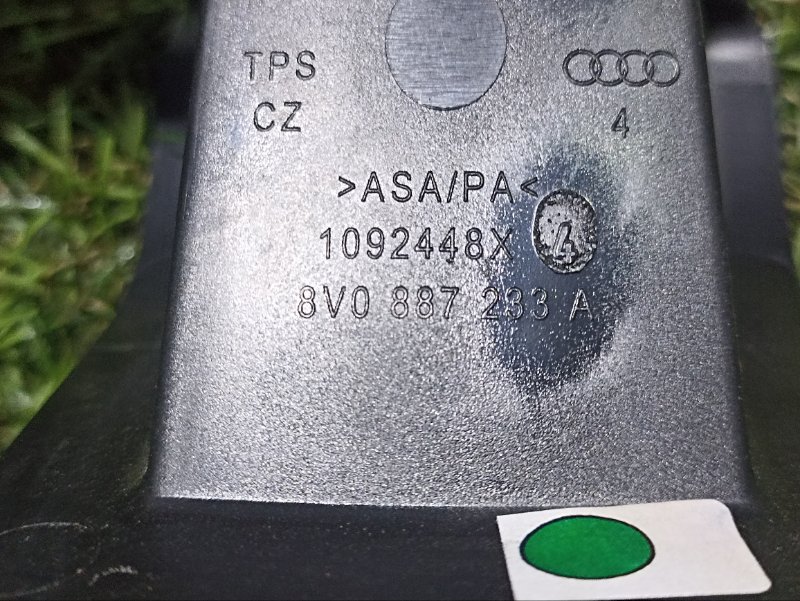 TPS
CZ
4
>ASA/PA<
1092448X 4
8V0 887 233 A